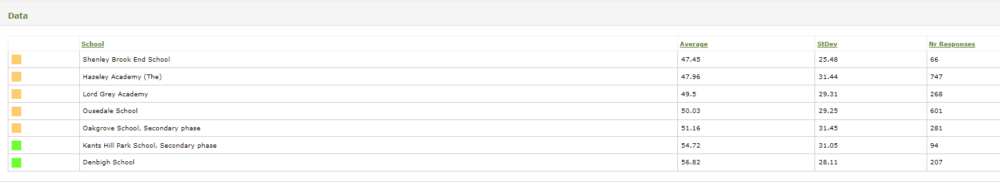 Data
School Average StDev Nr Responses
Shenley Brook End School 47.45 25.48 66
Hazeley Academy (The) 47.96 31.44 747
Lord Grey Academy 49.5 29.31 268
Ousedale School 50.03 29.25 601
Oakgrove School, Secondary phase 51.16 31.45 281
Kents Hill Park School, Secondary phase 54.72 31.05 94
Denbigh School 56.82 28.11 207